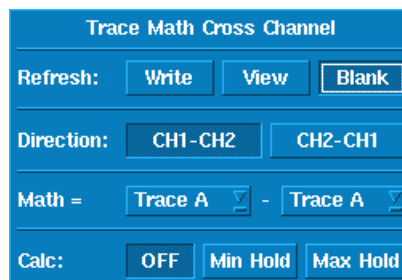 Trace Math Cross Channel
Refresh: Write View Blank
Direction: CH1-CH2 CH2-CH1
Math = Trace A - Trace A
Calc: OFF Min Hold Max Hold